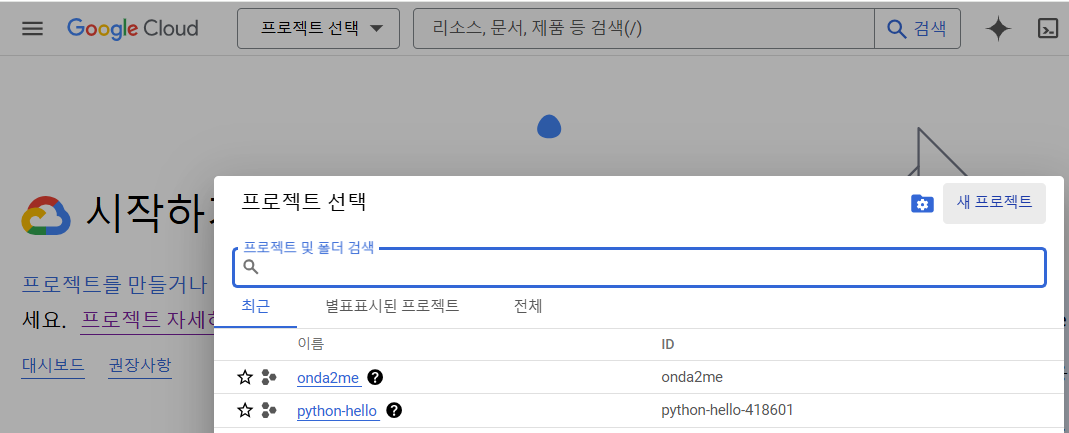 Google Cloud
프로젝트 선택
리소스, 문서, 제품 등 검색(/)
검색
시작하
프로젝트 선택
새 프로젝트
프로젝트 및 폴더 검색
프로젝트를 만들거나
최근
별표표시된 프로젝트
전체
세요. 프로젝트 자세히
이름
ID
대시보드
권장사항
onda2me
onda2me
python-hello
python-hello-418601